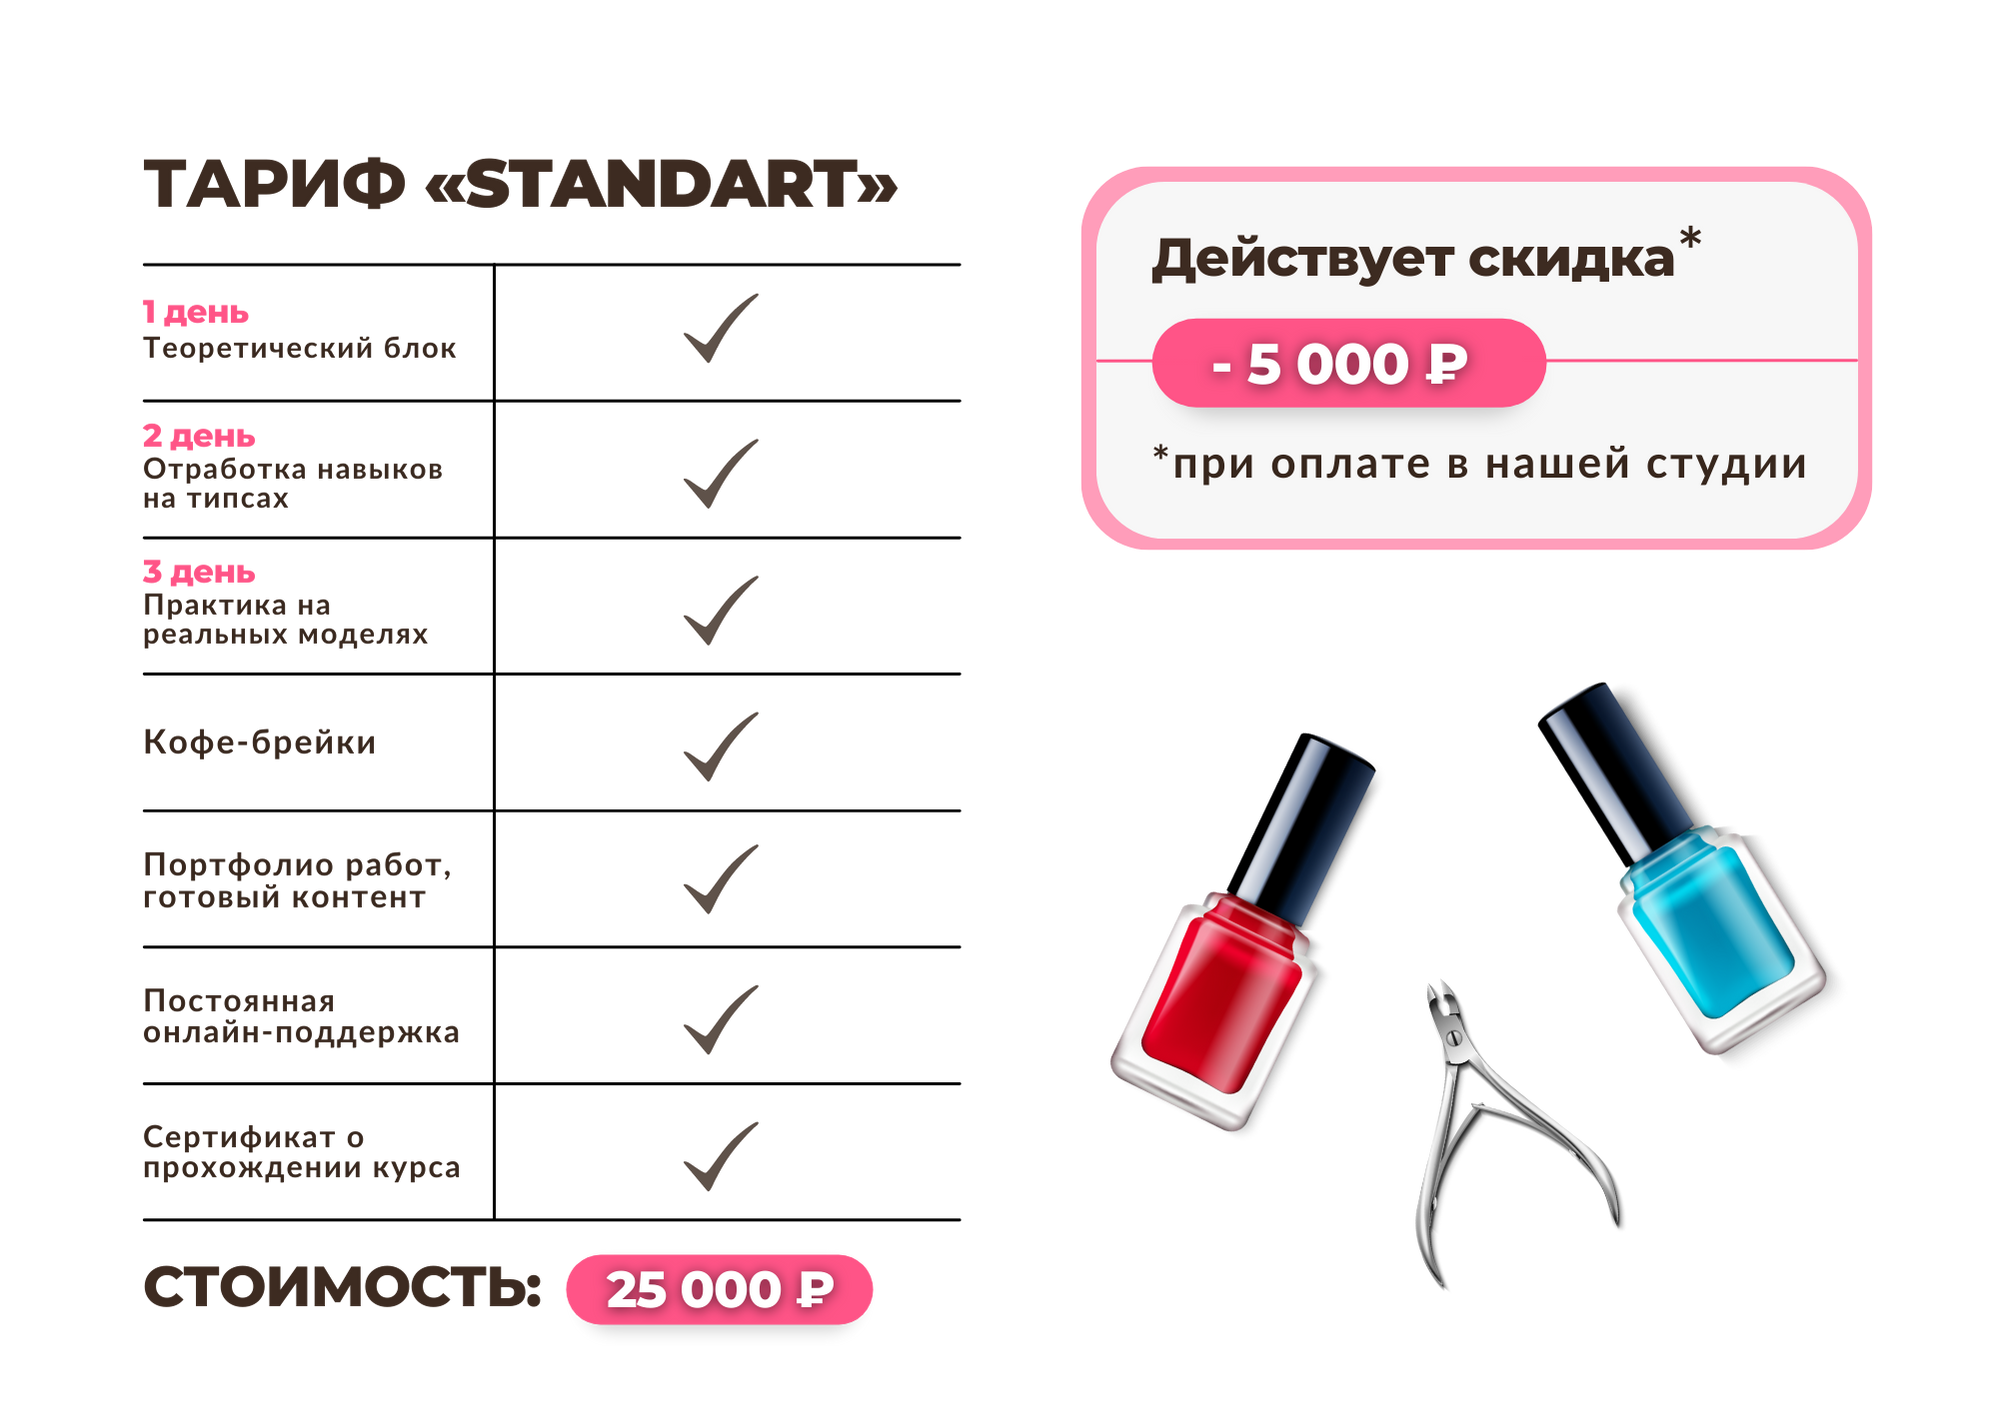 ТАРИФ «STANDART»
1 день
Теоретический блок
2 день
Отработка навыков
на типсах
3 день
Практика на
реальных моделях
Кофе-брейки
Портфолио работ,
готовый контент
Постоянная
онлайн-поддержка
Сертификат о
прохождении курса
СТОИМОСТЬ: 25 000 ₽
Действует скидка*
- 5 000 ₽
*при оплате в нашей студии